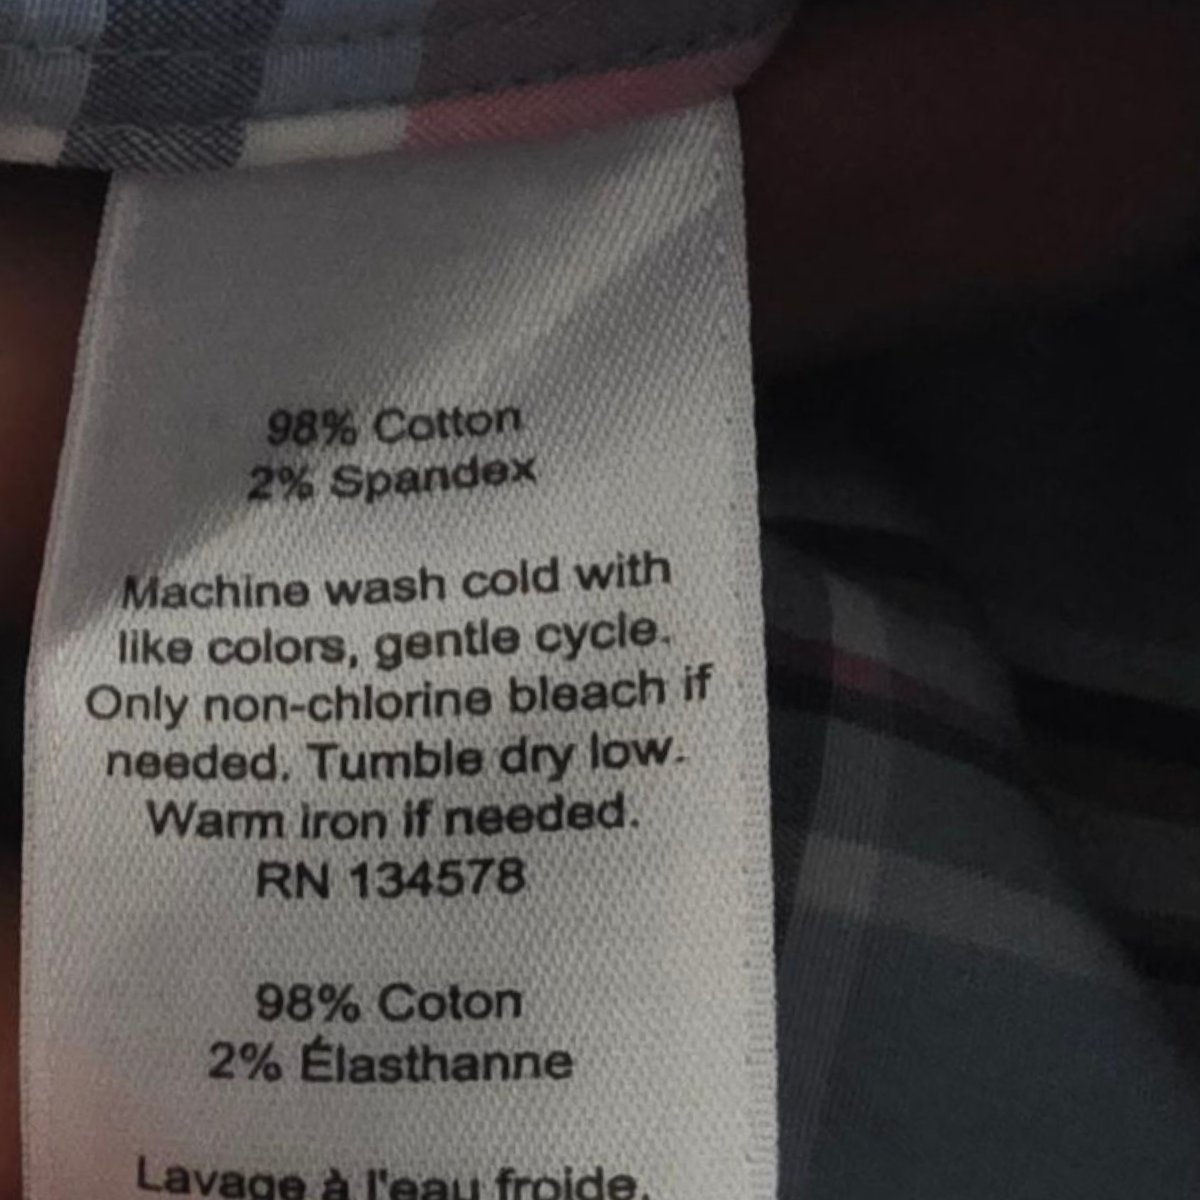 98% Cotton
2% Spandex
Machine wash cold with
like colors, gentle cycle.
Only non-chlorine bleach if
needed. Tumble dry low.
Warm iron if needed.
RN 134578
98% Coton
2% Élasthanne
Lavage à l'eau froide.